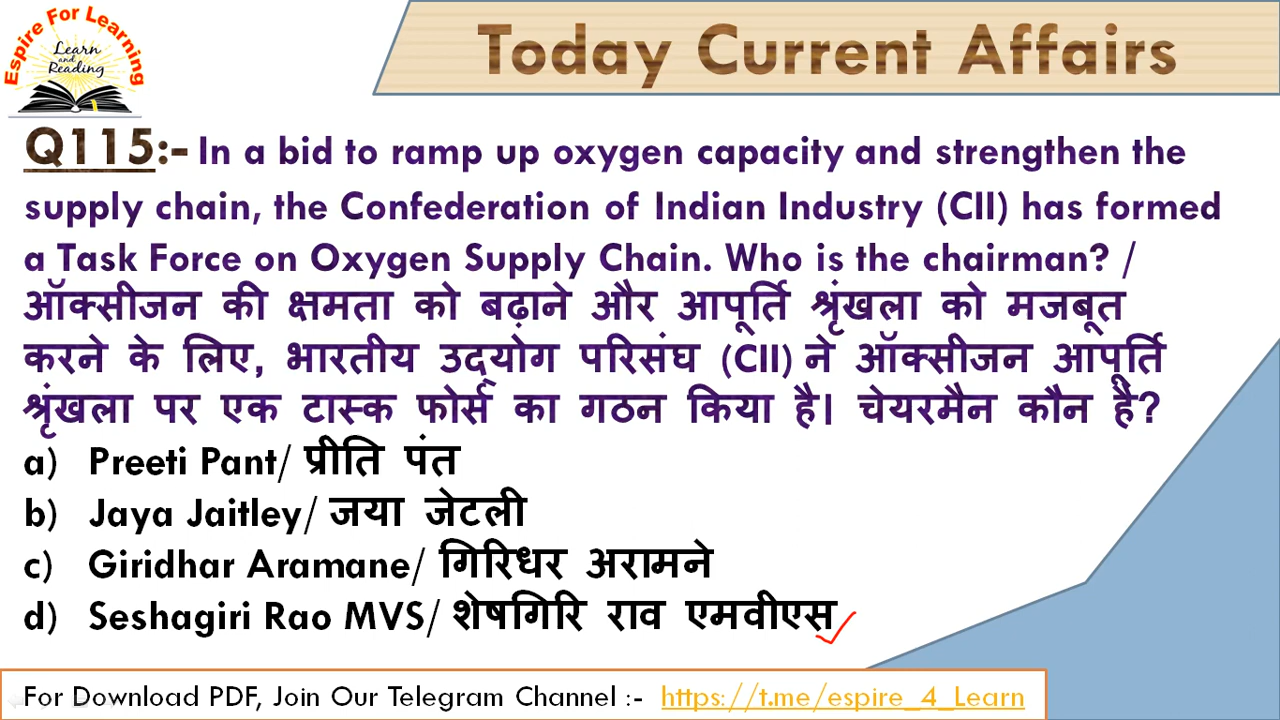 Espire For Learning
Learn
and
Reading
Today Current Affairs
Q115:- In a bid to ramp up oxygen capacity and strengthen the
supply chain, the Confederation of Indian Industry (CII) has formed
a Task Force on Oxygen Supply Chain. Who is the chairman? /
ऑक्सीजन की क्षमता को बढ़ाने और आपूर्ति श्रृंखला को मजबूत
करने के लिए, भारतीय उद्योग परिसंघ (CII) ने ऑक्सीजन आपूर्ति
श्रृंखला पर एक टास्क फोर्स का गठन किया है। चेयरमैन कौन है?
a) Preeti Pant/ प्रीति पंत
b) Jaya Jaitley/ जया जेटली
c) Giridhar Aramane/ गिरिधर अरामने
d) Seshagiri Rao MVS/ शेषगिरि राव एमवीएस
For Download PDF, Join Our Telegram Channel :- https://t.me/espire_4_Learn